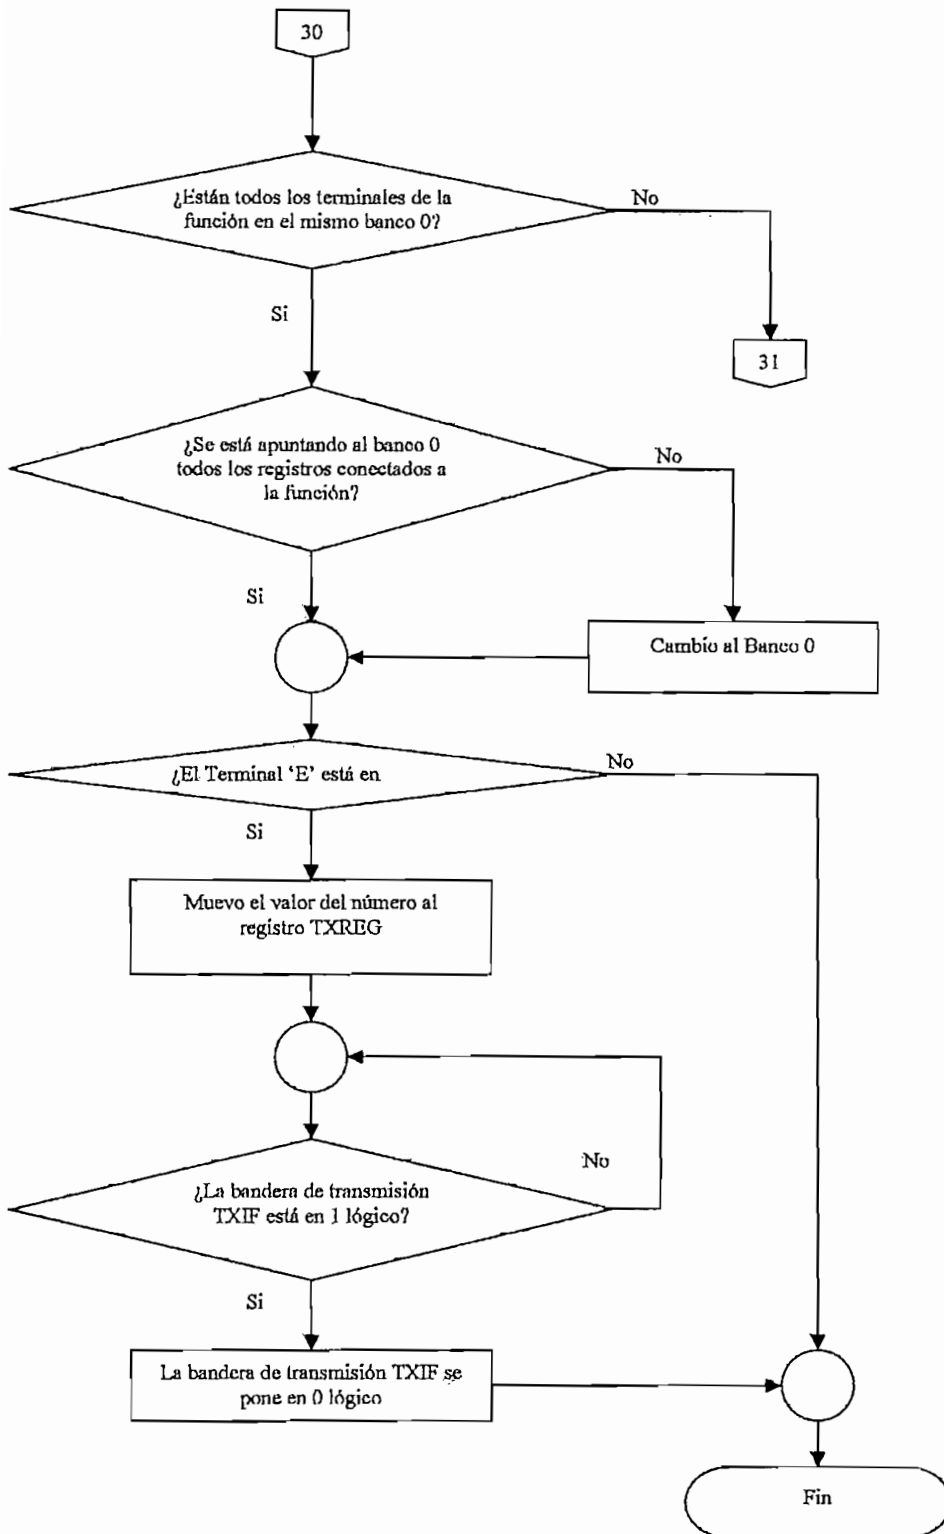 30
¿Están todos los terminales de la
función en el mismo banco 0?
No
Si
31
¿Se está apuntando al banco 0
todos los registros conectados a
la función?
No
Si
Cambio al Banco 0
¿El Terminal ‘E’ está en
No
Si
Muevo el valor del número al
registro TXREG
No
¿La bandera de transmisión
TXIF está en 1 lógico?
Si
La bandera de transmisión TXIF se
pone en 0 lógico
Fin